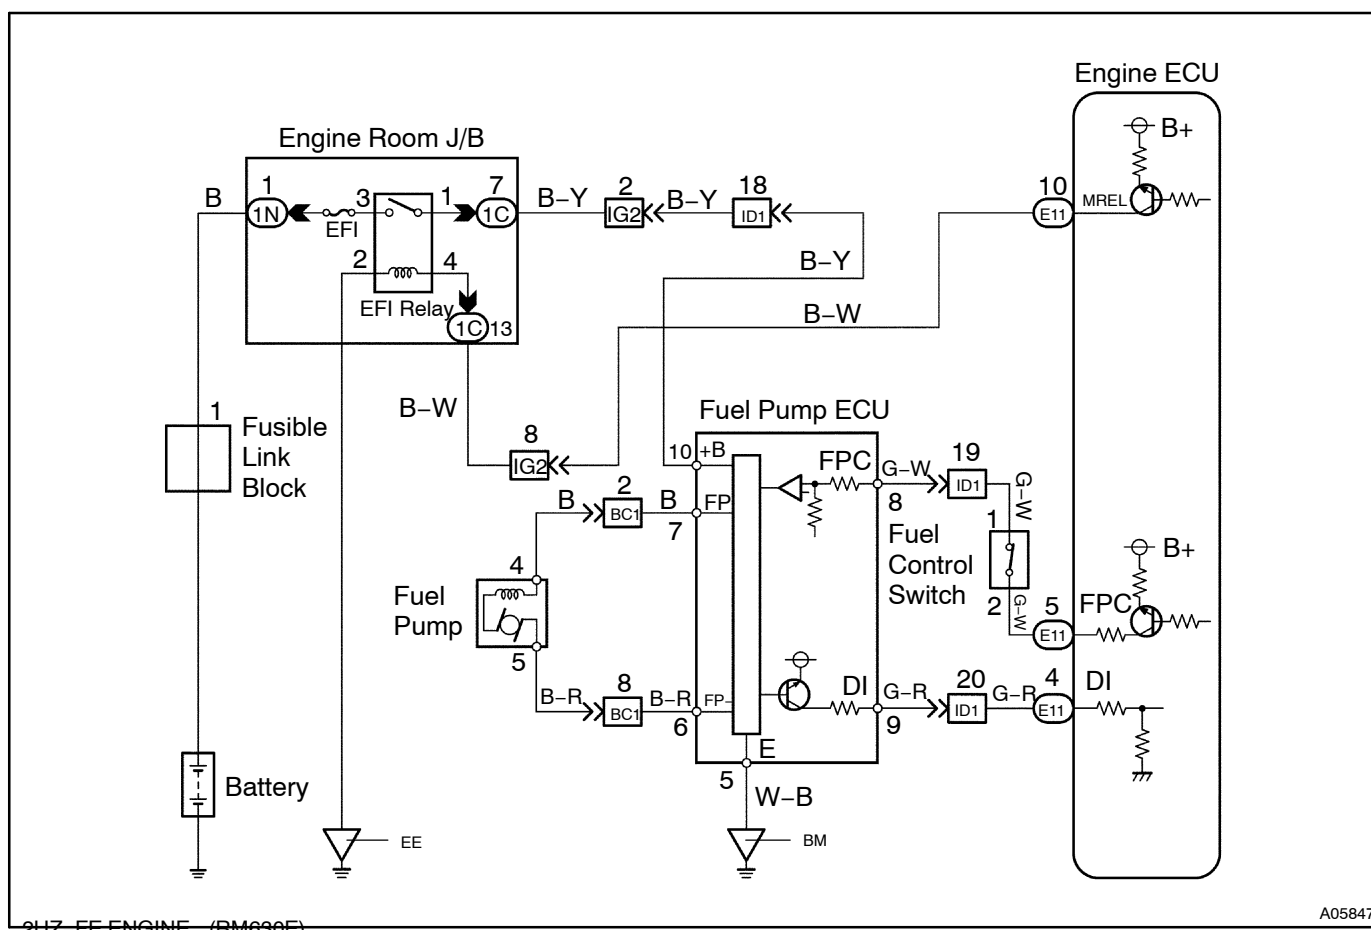 Engine ECU
B+
Engine Room J/B
B
1
1N
EFI
3
1
7
1C
B–Y
2
IG2
B–Y
18
ID1
10
E11
MREL
2
4
EFI Relay
1C
13
B–Y
B–W
B–W
1
Fusible
Link
Block
8
IG2
Fuel Pump ECU
10
+B
FPC
G–W
19
ID1
G–W
8
B
2
BC1
B
FP
7
Fuel
Control
Switch
1
2
G–W
B+
5
E11
FPC
4
Fuel
Pump
5
B–R
8
BC1
B–R
FP–
6
DI
G–R
20
ID1
G–R
4
E11
DI
9
E
5
W–B
Battery
EE
BM
A05847